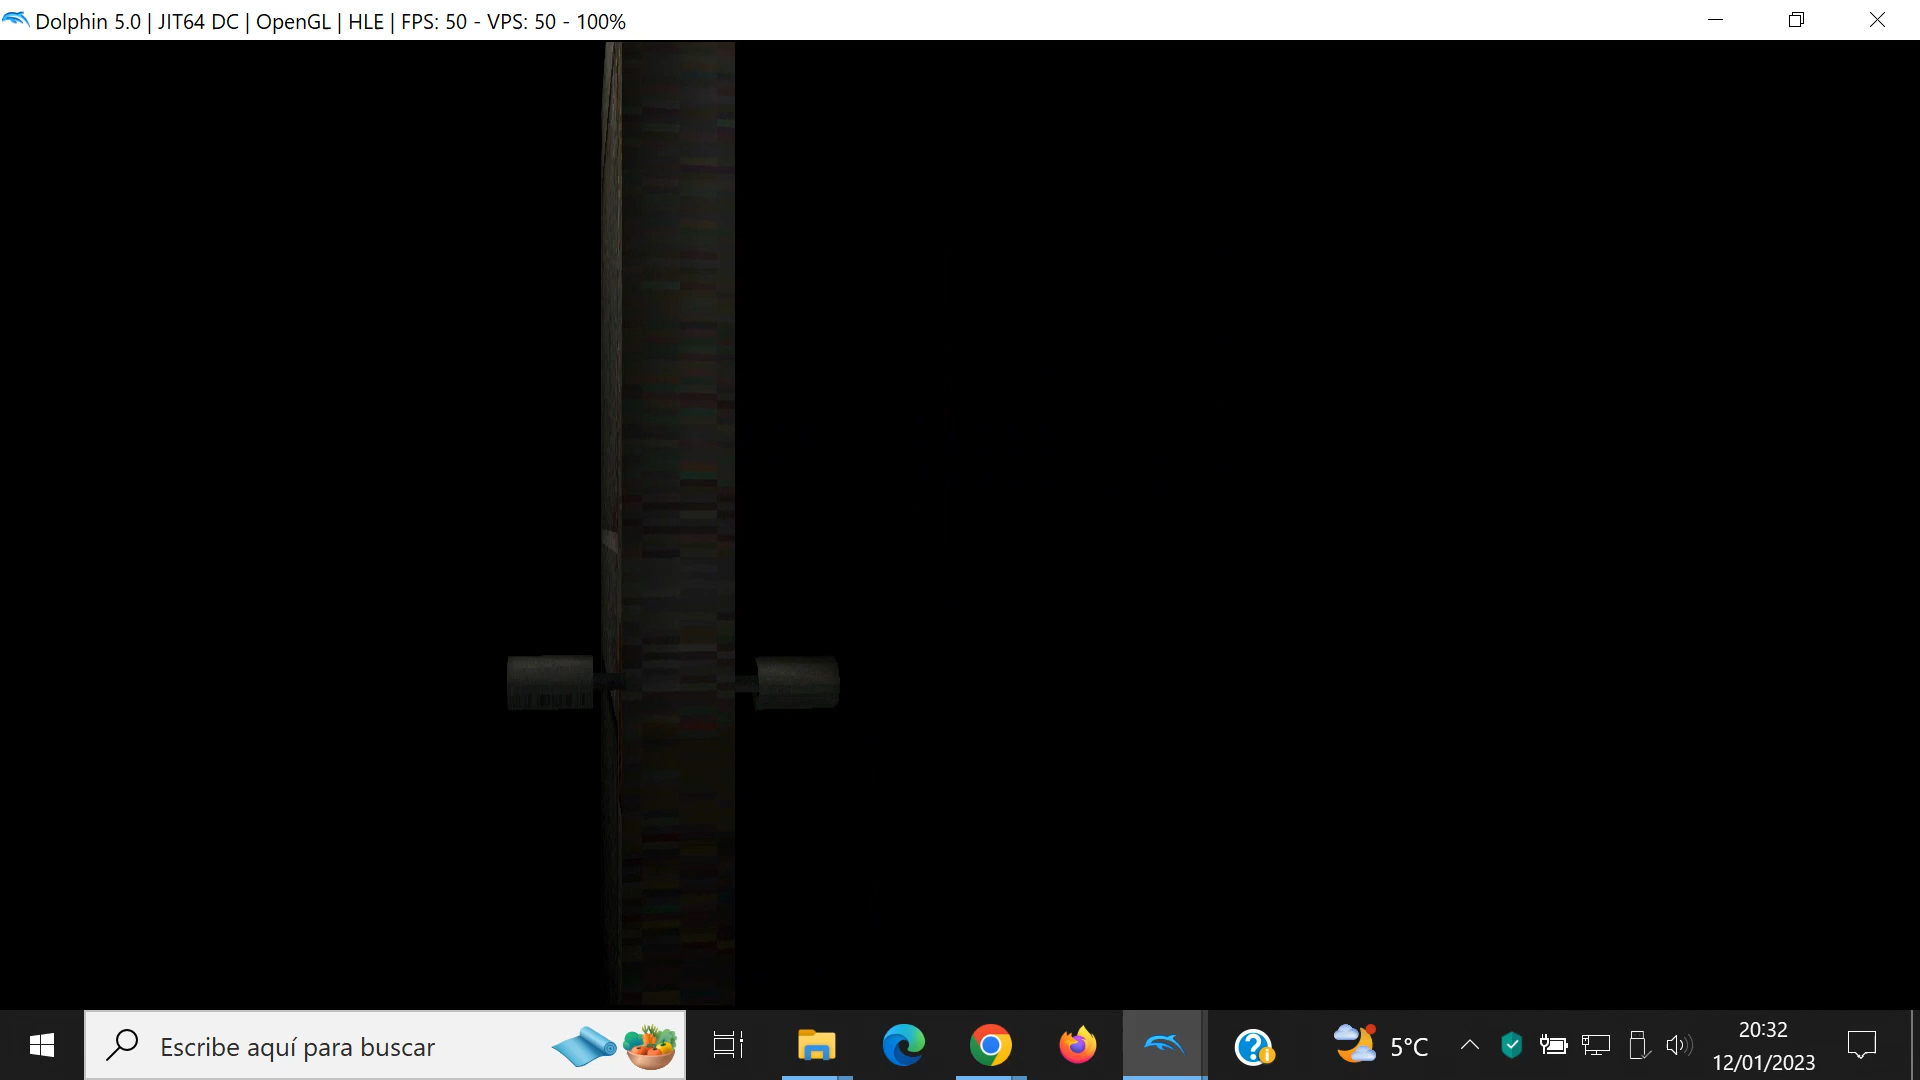 Dolphin 5.0 | JIT64 DC | OpenGL | HLE | FPS: 50 - VPS: 50 - 100%
Escribe aquí para buscar
5°C
20:32
12/01/2023